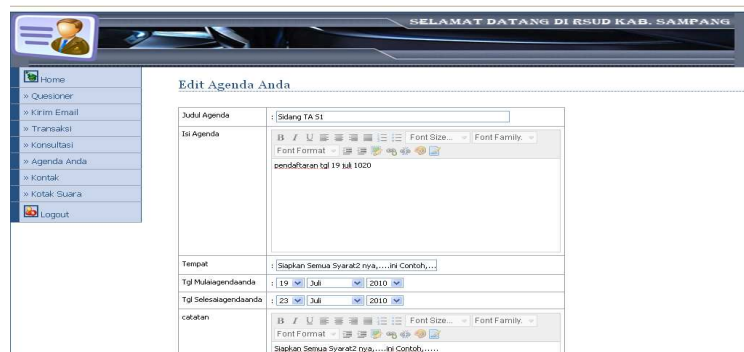 SELAMAT DATANG DI RSUD KAB. SAMPANG
Home
» Quesioner
» Kirim Email
» Transaksi
» Konsultasi
» Agenda Anda
» Kontak
» Kotak Suara
Logout
Edit Agenda Anda
Judul Agenda : Sidang TA S1
Isi Agenda
B I U Font Size... Font Family.
Font Format
pendaftaran tgl 19 juli 1020
Tempat : Siapkan Semua Syarat2 nya,....ini Contoh,...
Tgl Mulaiagendaanda : 19 Juli 2010
Tgl Selesaiagendaanda : 23 Juli 2010
catatan
B I U Font Size... Font Family.
Font Format
Siapkan Semua Syarat2 nya,....ini Contoh,.....